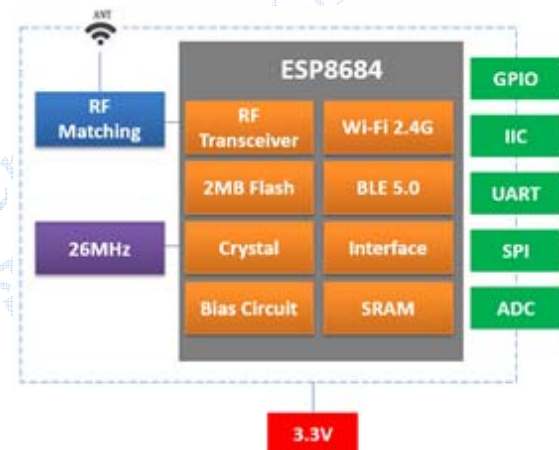 ANT
ESP8684
RF
Matching
RF
Transceiver
Wi-Fi 2.4G
2MB Flash
BLE 5.0
26MHz
Crystal
Interface
Bias Circuit
SRAM
GPIO
IIC
UART
SPI
ADC
3.3V